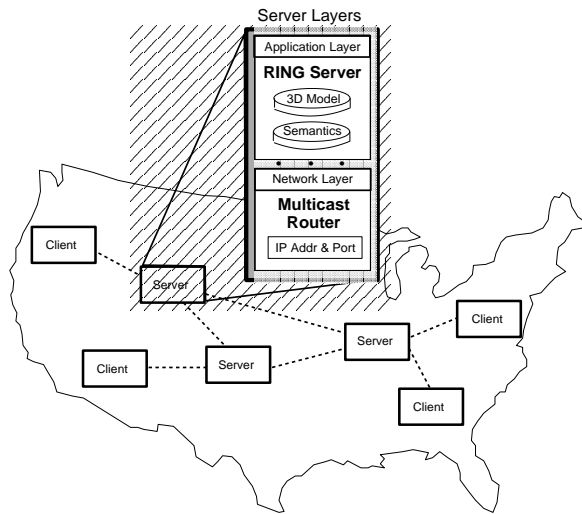 Server Layers
Application Layer
RING Server
3D Model
Semantics
Network Layer
Multicast
Router
IP Addr & Port
Client
Server
Client
Server
Server
Client
Client